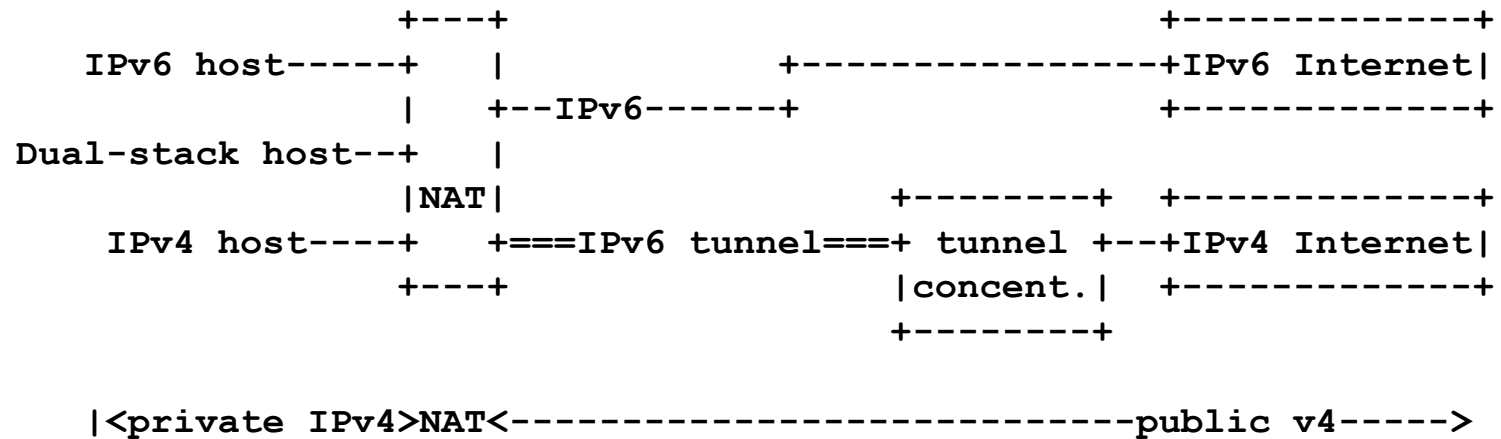 +---+                             +-------------+
   IPv6 host-----+   |            +----------------+IPv6 Internet|
                 |   +--IPv6------+                +-------------+
Dual-stack host--+   |
                 |NAT|                 +--------+  +-------------+
    IPv4 host----+   +===IPv6 tunnel===+ tunnel +--+IPv4 Internet|
                 +---+                 |concent.|  +-------------+
                                       +--------+
   |<private IPv4>NAT<---------------------------public v4----->